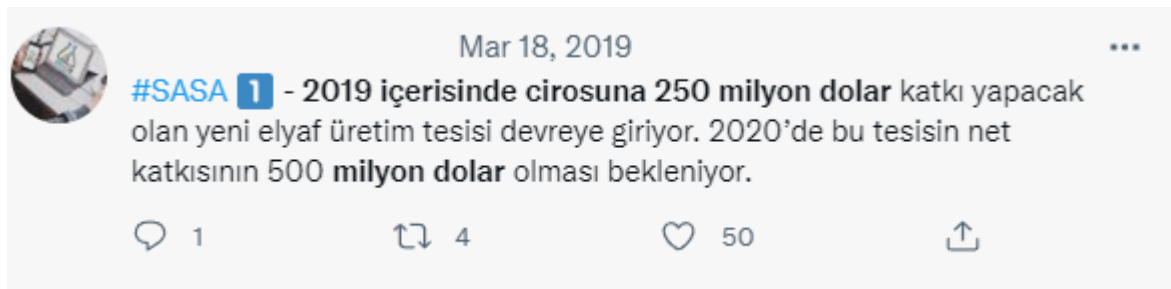 Mar 18, 2019
#SASA 1️⃣ - 2019 içerisinde cirosuna 250 milyon dolar katkı yapacak
olan yeni elyaf üretim tesisi devreye giriyor. 2020’de bu tesisin net
katkısının 500 milyon dolar olması bekleniyor.
1 4 50